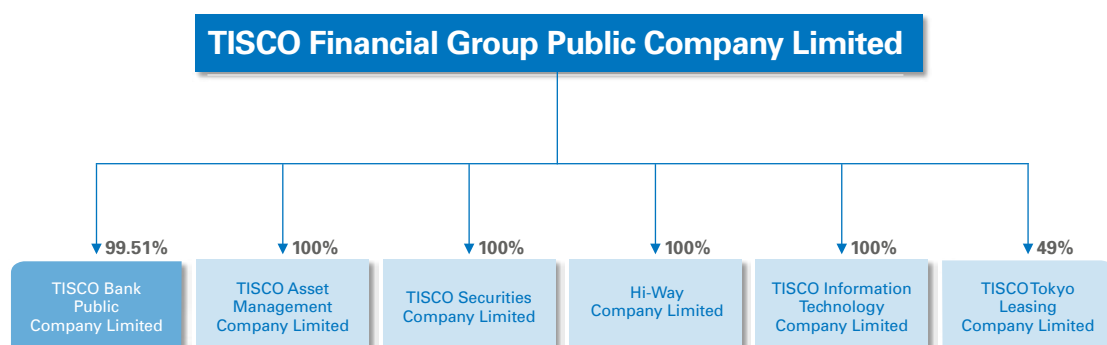 TISCO Financial Group Public Company Limited
99.51%
100%
100%
100%
100%
49%
TISCO Bank
Public
Company Limited
TISCO Asset
Management
Company Limited
TISCO Securities
Company Limited
Hi-Way
Company Limited
TISCO Information
Technology
Company Limited
TISCO Tokyo
Leasing
Company Limited